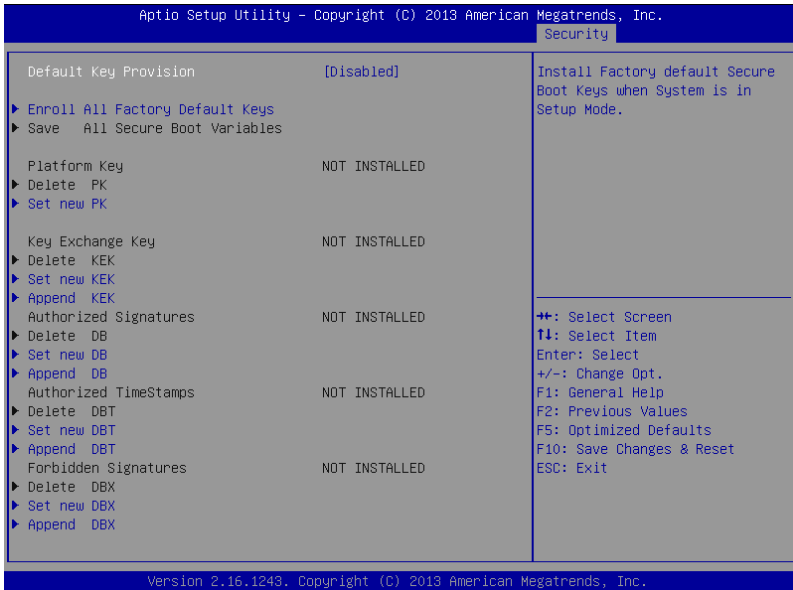 Aptio Setup Utility – Copyright (C) 2013 American Megatrends, Inc.
Security
Default Key Provision [Disabled]
Enroll All Factory Default Keys
Save All Secure Boot Variables
Platform Key NOT INSTALLED
Delete PK
Set new PK
Key Exchange Key NOT INSTALLED
Delete KEK
Set new KEK
Append KEK
Authorized Signatures NOT INSTALLED
Delete DB
Set new DB
Append DB
Authorized TimeStamps NOT INSTALLED
Delete DBT
Set new DBT
Append DBT
Forbidden Signatures NOT INSTALLED
Delete DBX
Set new DBX
Append DBX
Install Factory default Secure
Boot Keys when System is in
Setup Mode.
→←: Select Screen
↑↓: Select Item
Enter: Select
+/-: Change Opt.
F1: General Help
F2: Previous Values
F5: Optimized Defaults
F10: Save Changes & Reset
ESC: Exit
Version 2.16.1243. Copyright (C) 2013 American Megatrends, Inc.